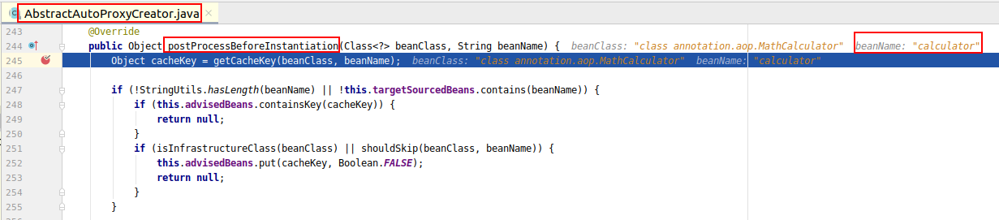 AbstractAutoProxyCreator.java
243 @Override
244 public Object postProcessBeforeInstantiation(Class<?> beanClass, String beanName) { beanClass: "class annotation.aop.MathCalculator" beanName: "calculator"
245 Object cacheKey = getCacheKey(beanClass, beanName); beanClass: "class annotation.aop.MathCalculator" beanName: "calculator"
246
247 if (!StringUtils.hasLength(beanName) || !this.targetSourcedBeans.contains(beanName)) {
248 if (this.advisedBeans.containsKey(cacheKey)) {
249 return null;
250 }
251 if (isInfrastructureClass(beanClass) || shouldSkip(beanClass, beanName)) {
252 this.advisedBeans.put(cacheKey, Boolean.FALSE);
253 return null;
254 }
255 }